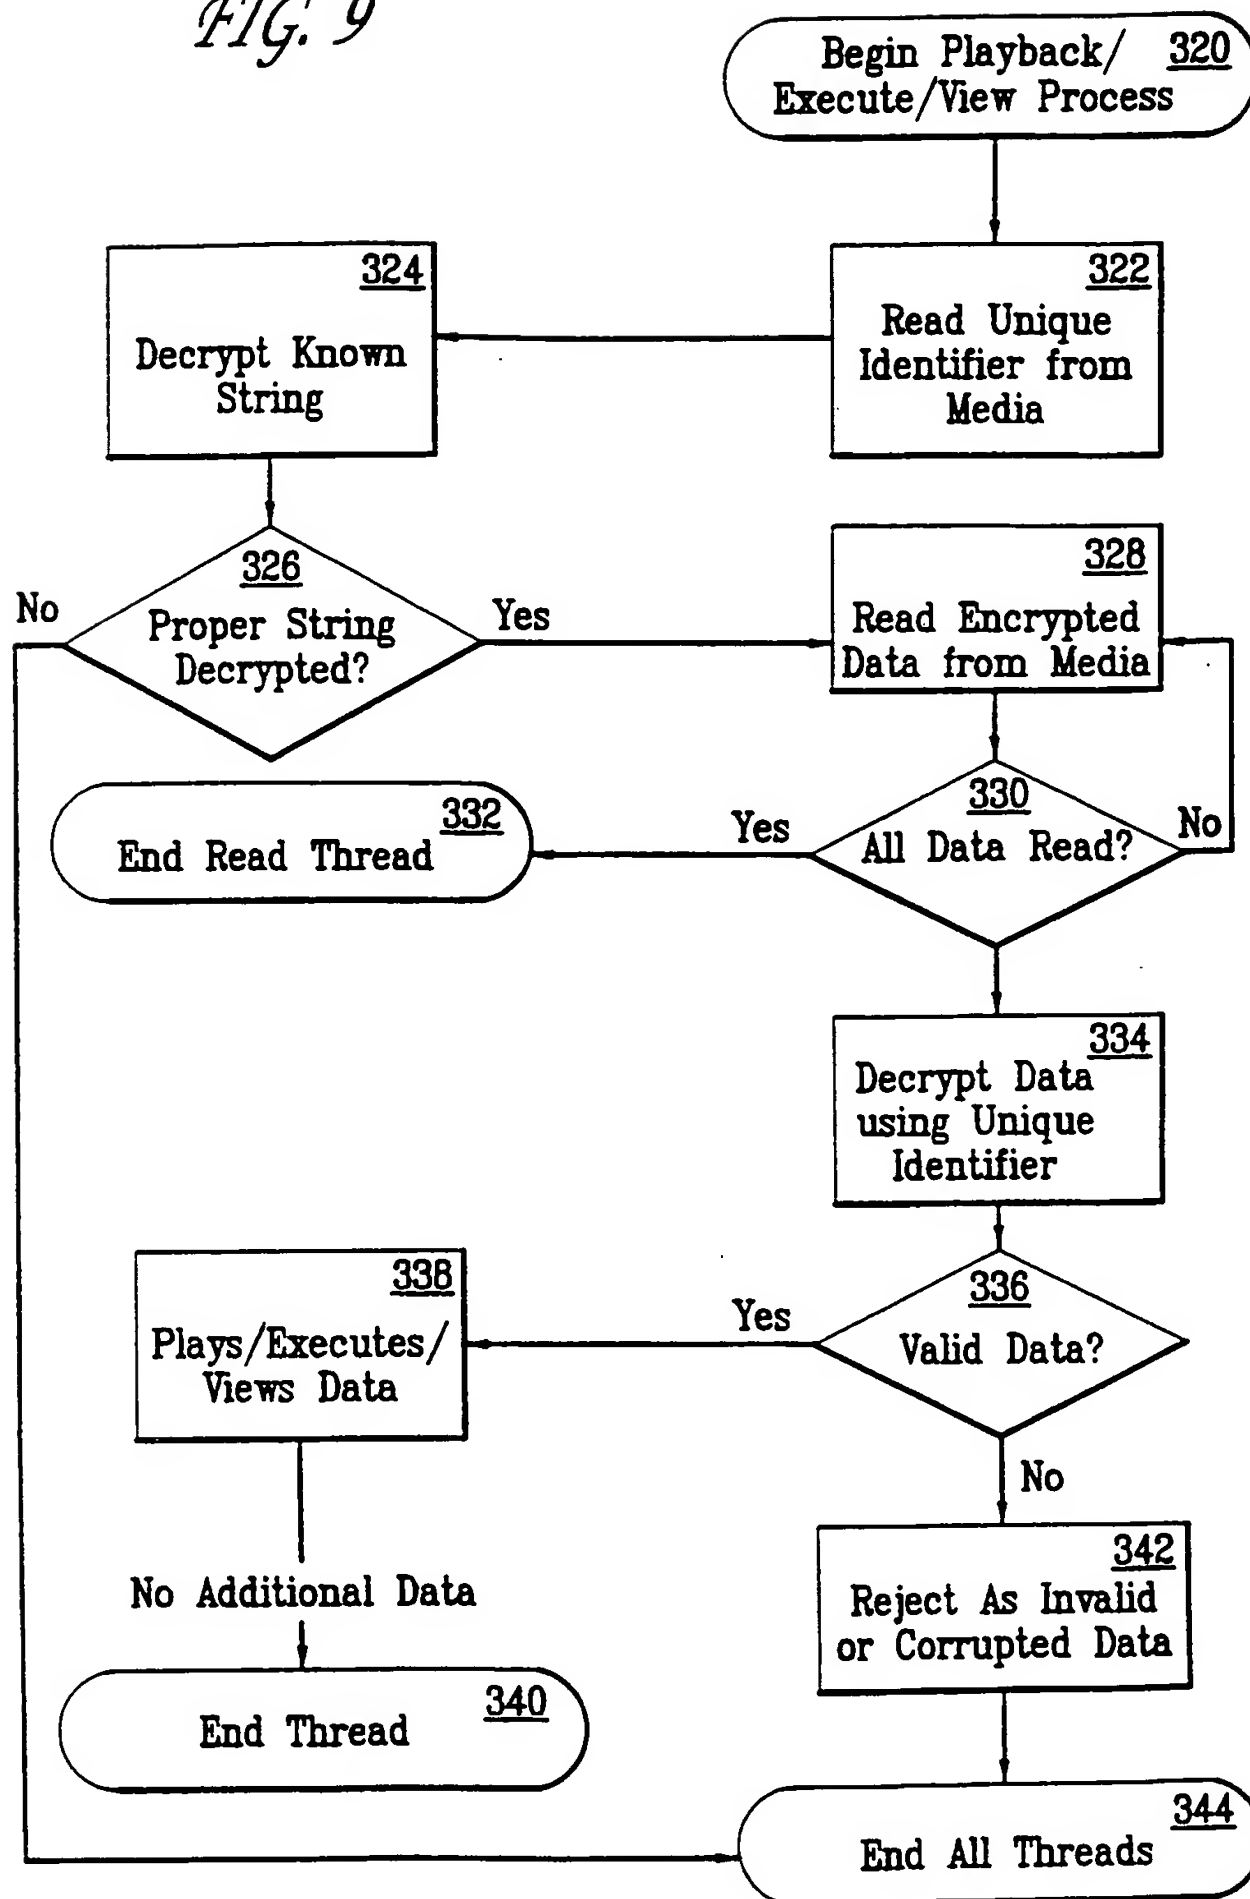 FIG. 9
Begin Playback/ 320
Execute/View Process
324
Decrypt Known
String
322
Read Unique
Identifier from
Media
326
Proper String
Decrypted?
No
Yes
328
Read Encrypted
Data from Media
330
All Data Read?
Yes
No
332
End Read Thread
334
Decrypt Data
using Unique
Identifier
336
Valid Data?
Yes
No
338
Plays/Executes/
Views Data
No Additional Data
340
End Thread
342
Reject As Invalid
or Corrupted Data
344
End All Threads